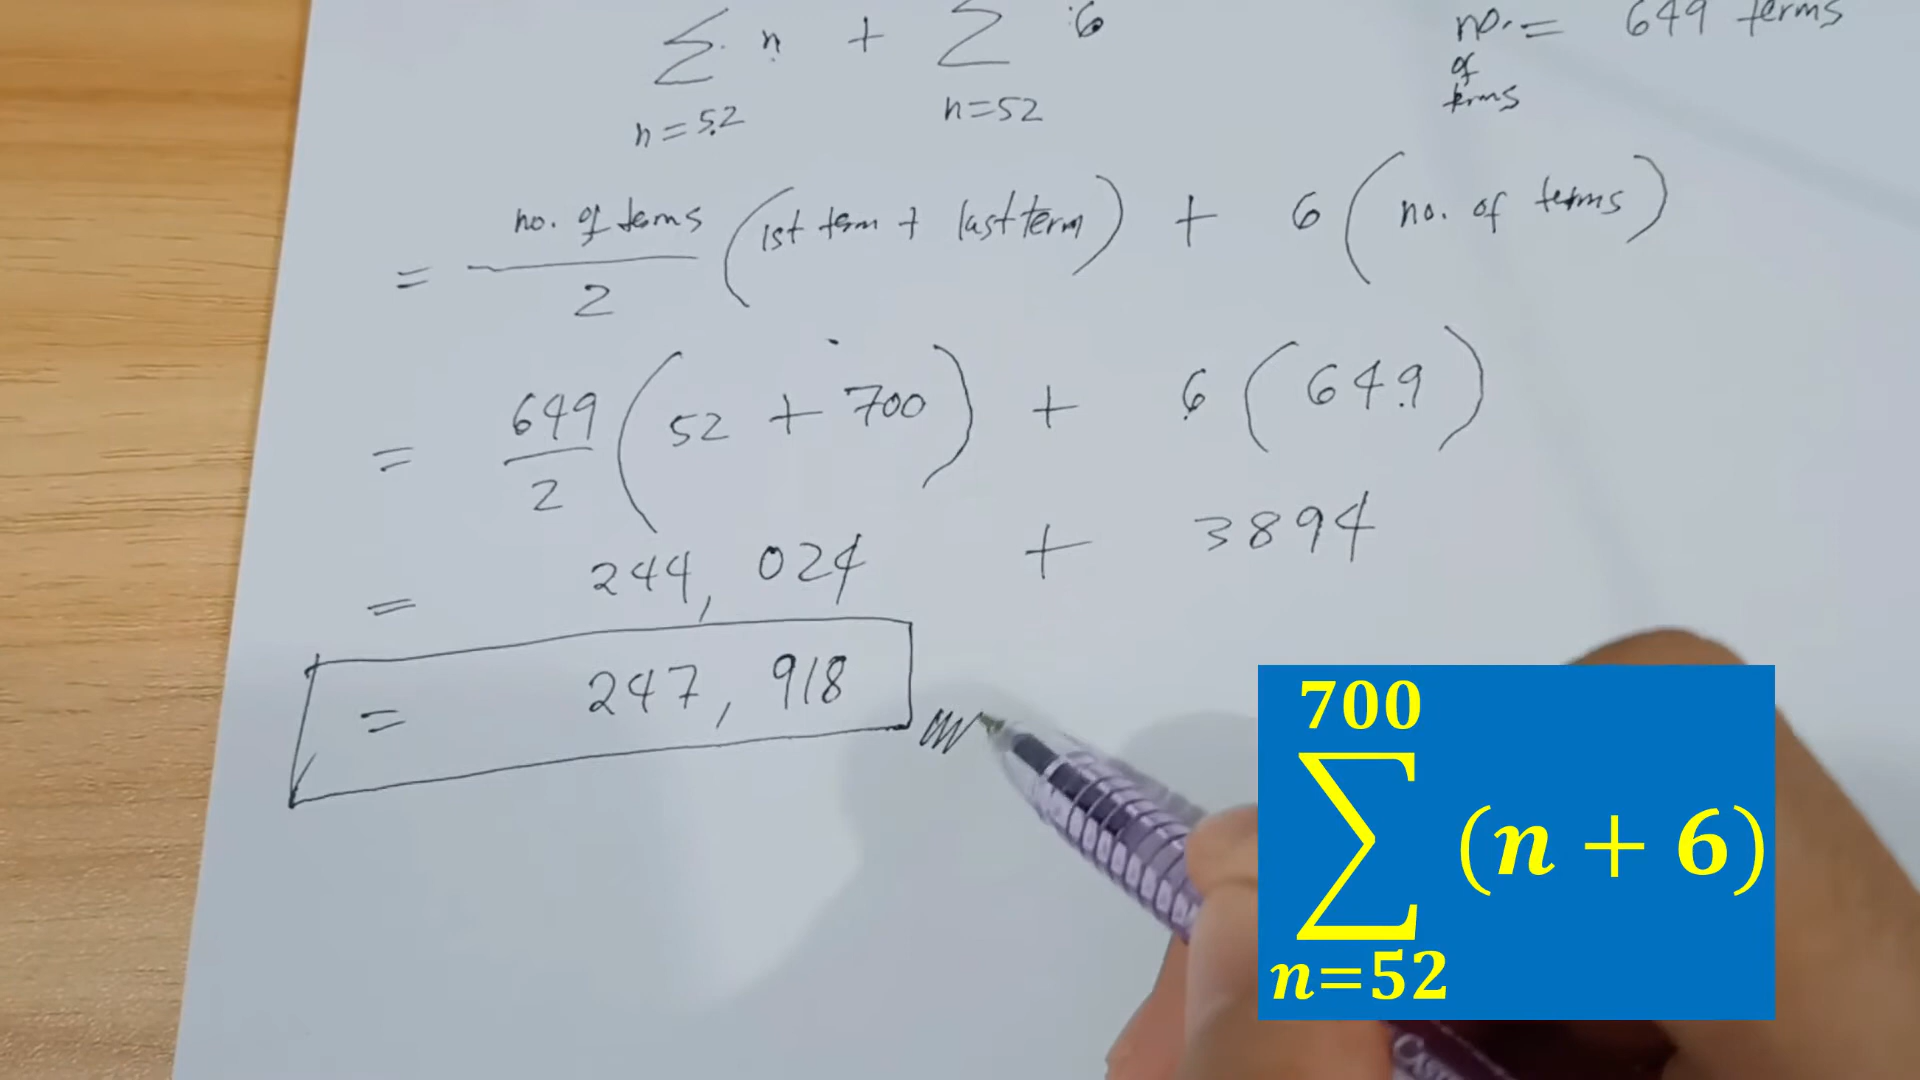 ∑ n + ∑ 6
n=52 n=52
no. = 649 terms
of
terms
= no. of terms / 2 (1st term + last term) + 6 (no. of terms)
= 649/2 (52 + 700) + 6 (649)
= 244,024 + 3894
= 247,918
700
∑ (n + 6)
n=52